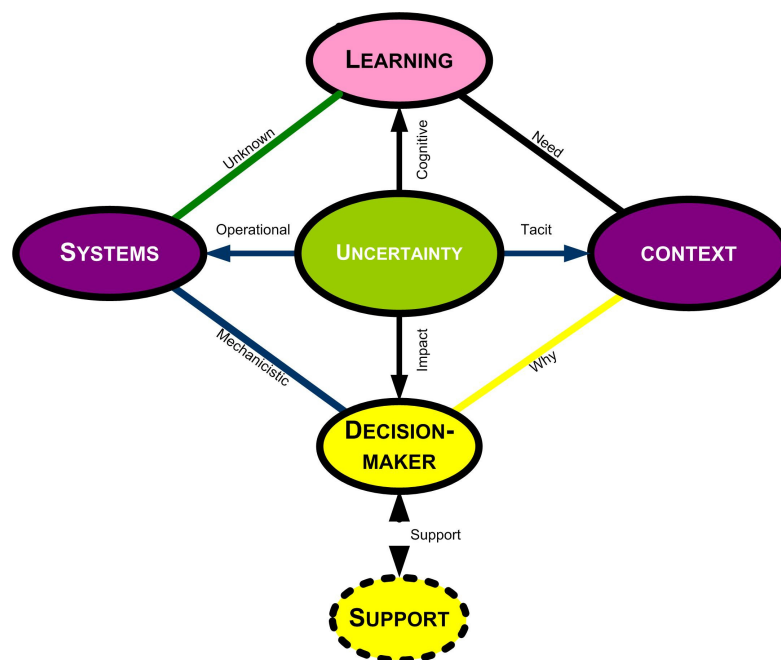 LEARNING
Unknown
Cognitive
Need
SYSTEMS
Operational
UNCERTAINTY
Tacit
CONTEXT
Mechanicistic
Impact
Why
DECISION-
MAKER
Support
SUPPORT